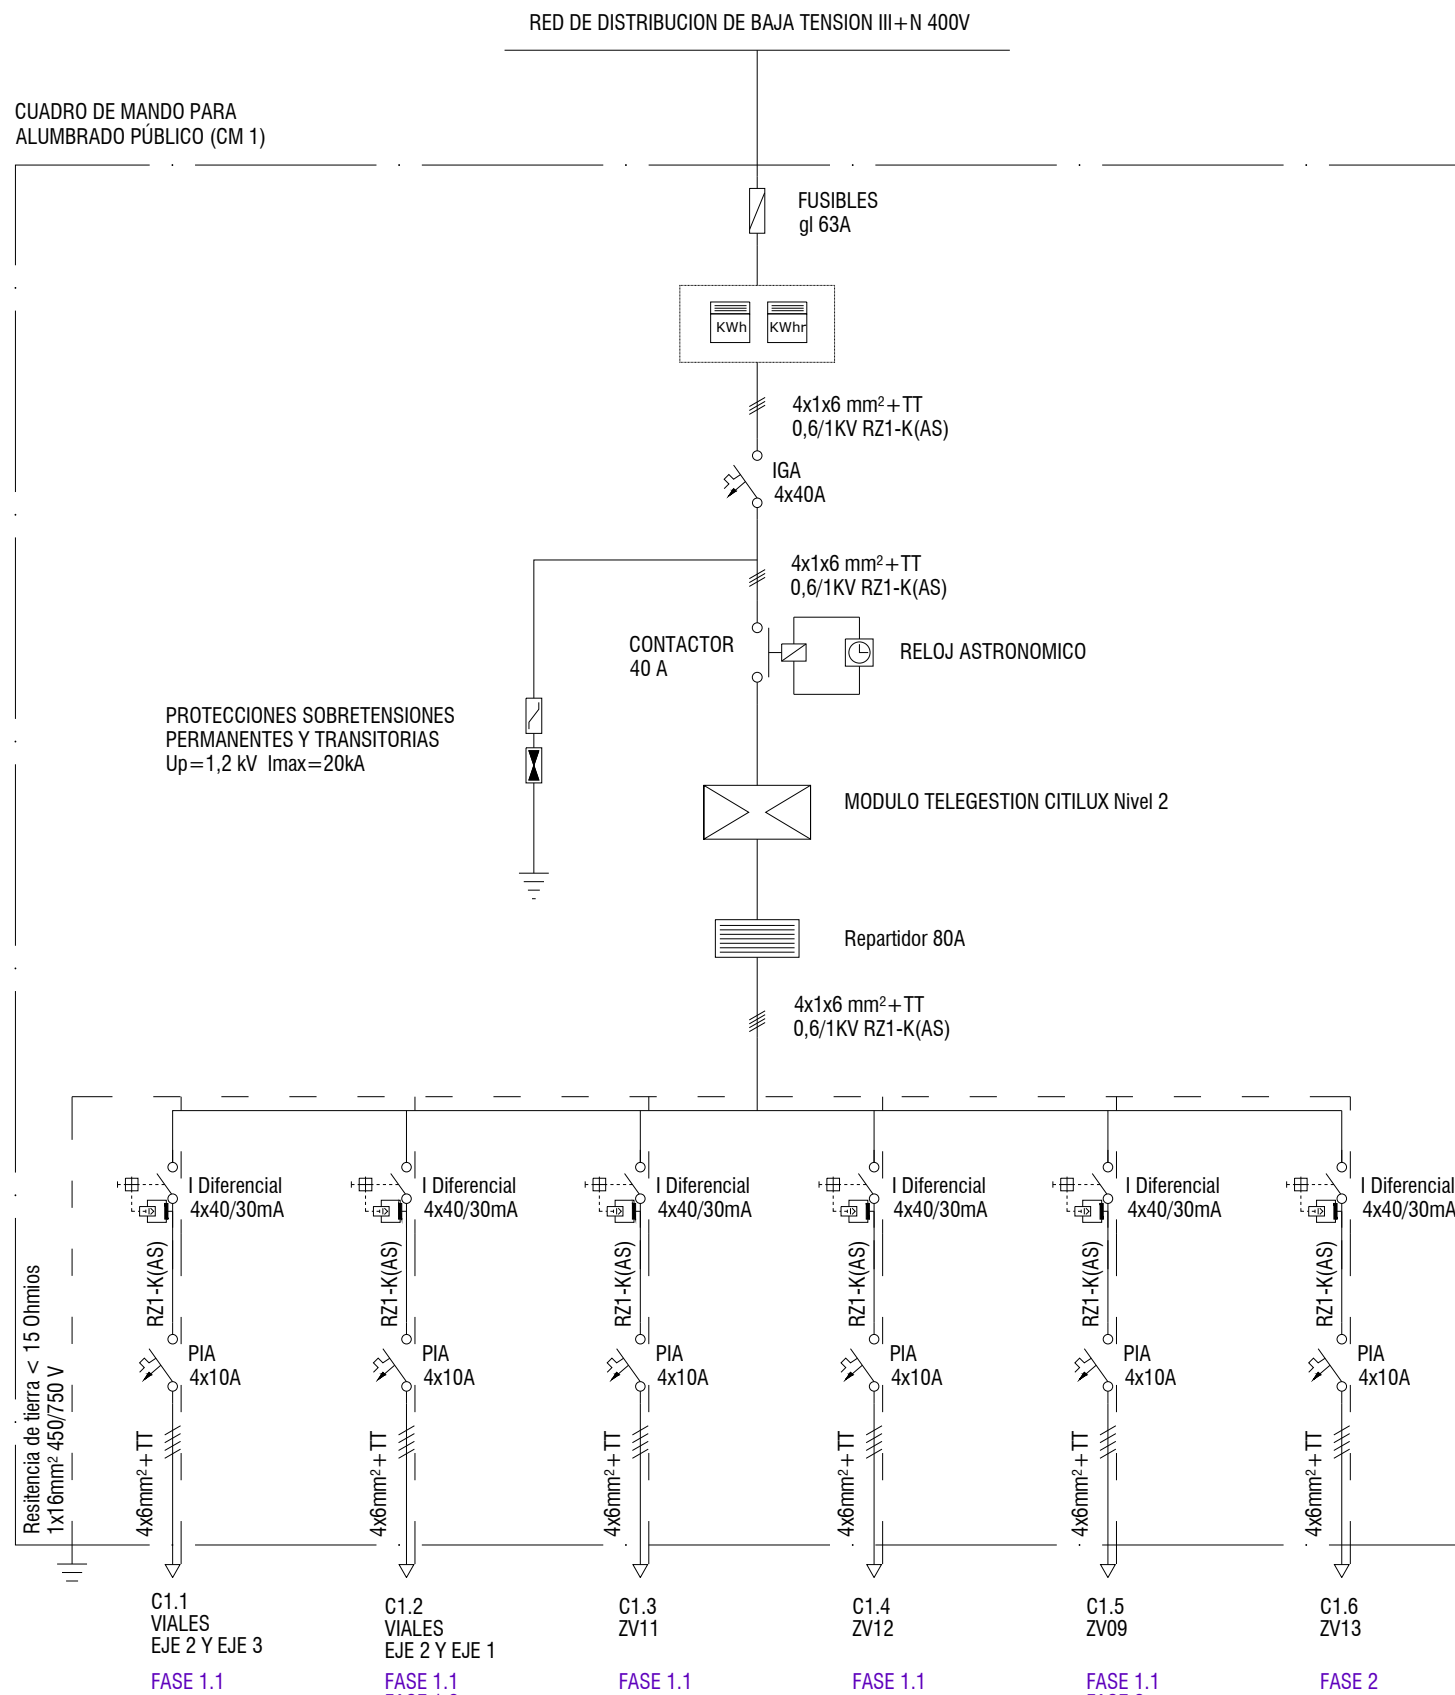 RED DE DISTRIBUCION DE BAJA TENSION III+N 400V
CUADRO DE MANDO PARA
ALUMBRADO PÚBLICO (CM 1)
FUSIBLES
gl 63A
KWh
KWhr
4x1x6 mm²+TT
0,6/1KV RZ1-K(AS)
IGA
4x40A
4x1x6 mm²+TT
0,6/1KV RZ1-K(AS)
CONTACTOR
40 A
RELOJ ASTRONOMICO
PROTECCIONES SOBRETENSIONES
PERMANENTES Y TRANSITORIAS
Up=1,2 kV Imax=20kA
MODULO TELEGESTION CITILUX Nivel 2
Repartidor 80A
4x1x6 mm²+TT
0,6/1KV RZ1-K(AS)
Resitencia de tierra < 15 Ohmios
1x16mm² 450/750 V
I Diferencial
4x40/30mA
RZ1-K(AS)
PIA
4x10A
4x6mm²+TT
C1.1
VIALES
EJE 2 Y EJE 3
FASE 1.1
I Diferencial
4x40/30mA
RZ1-K(AS)
PIA
4x10A
4x6mm²+TT
C1.2
VIALES
EJE 2 Y EJE 1
FASE 1.1
I Diferencial
4x40/30mA
RZ1-K(AS)
PIA
4x10A
4x6mm²+TT
C1.3
ZV11
FASE 1.1
I Diferencial
4x40/30mA
RZ1-K(AS)
PIA
4x10A
4x6mm²+TT
C1.4
ZV12
FASE 1.1
I Diferencial
4x40/30mA
RZ1-K(AS)
PIA
4x10A
4x6mm²+TT
C1.5
ZV09
FASE 1.1
I Diferencial
4x40/30mA
RZ1-K(AS)
PIA
4x10A
4x6mm²+TT
C1.6
ZV13
FASE 2